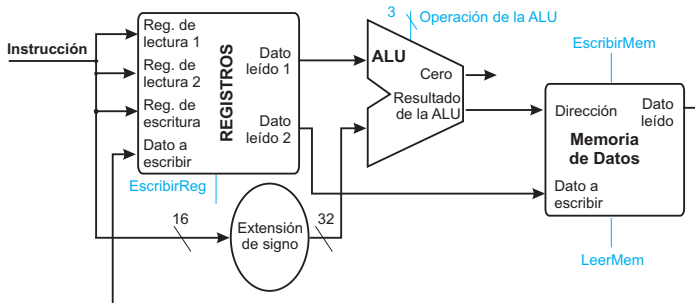 Instrucción
Reg. de
lectura 1
Reg. de
lectura 2
Reg. de
escritura
Dato a
escribir
REGISTROS
Dato
leído 1
Dato
leído 2
EscribirReg
16
Extensión
de signo
32
3
Operación de la ALU
ALU
Cero
Resultado
de la ALU
EscribirMem
Dirección
Dato
leído
Memoria
de Datos
Dato a
escribir
LeerMem